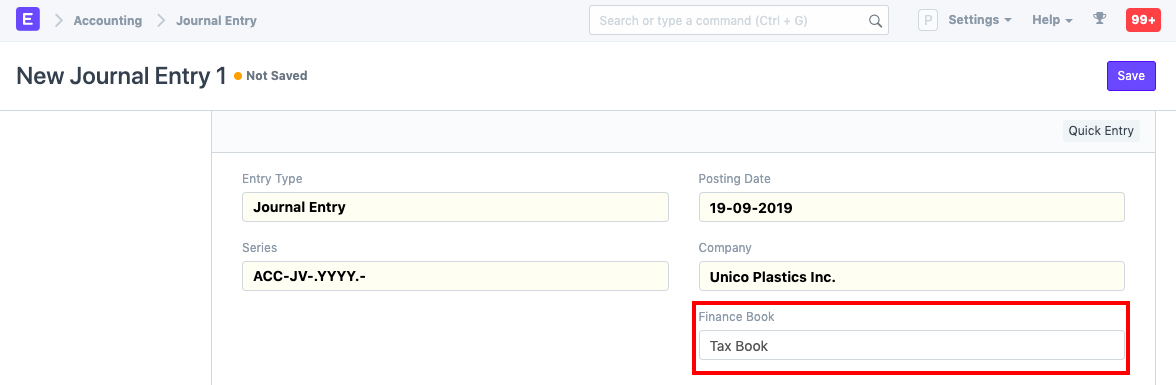 E Accounting Journal Entry Search or type a command (Ctrl + G) P Settings Help 99+
New Journal Entry 1 Not Saved Save
Quick Entry
Entry Type Posting Date
Journal Entry 19-09-2019
Series Company
ACC-JV-.YYYY.- Unico Plastics Inc.
Finance Book
Tax Book